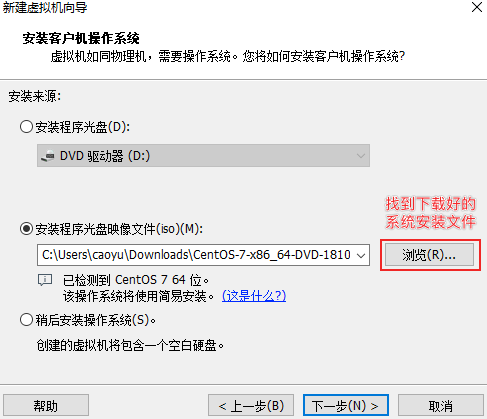 新建虚拟机向导
安装客户机操作系统
虚拟机如同物理机，需要操作系统。您将如何安装客户机操作系统?
安装来源:
安装程序光盘(D):
DVD 驱动器 (D:)
找到下载好的
系统安装文件
安装程序光盘映像文件(iso)(M):
C:\Users\caoyu\Downloads\CentOS-7-x86_64-DVD-1810
浏览(R)...
已检测到 CentOS 7 64 位。
该操作系统将使用简易安装。 (这是什么?)
稍后安装操作系统(S)。
创建的虚拟机将包含一个空白硬盘。
帮助
< 上一步(B)
下一步(N) >
取消